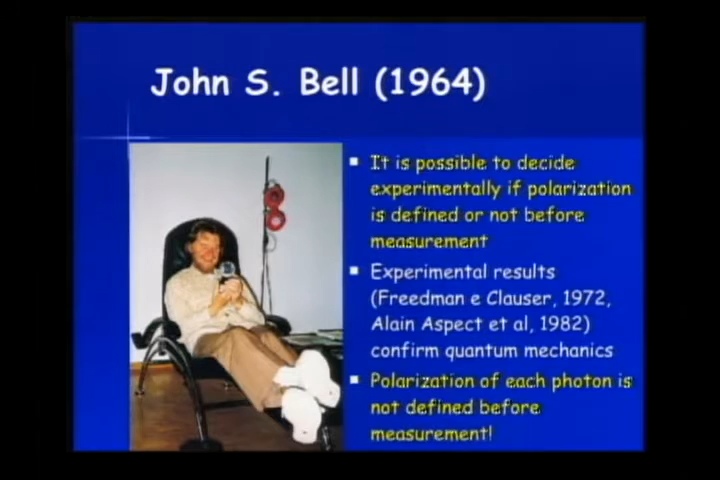 John S. Bell (1964)
It is possible to decide
experimentally if polarization
is defined or not before
measurement
Experimental results
(Freedman e Clauser, 1972,
Alain Aspect et al, 1982)
confirm quantum mechanics
Polarization of each photon is
not defined before
measurement!